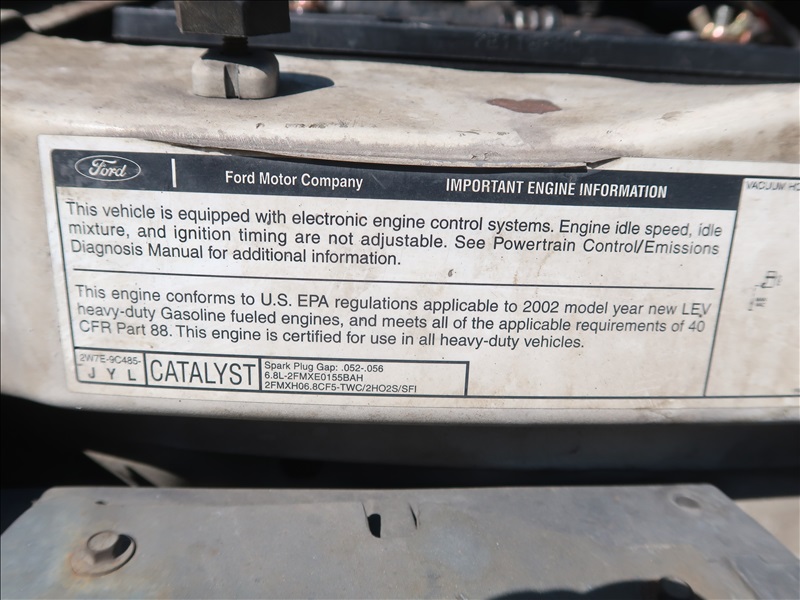 Ford
Ford Motor Company
IMPORTANT ENGINE INFORMATION
This vehicle is equipped with electronic engine control systems. Engine idle speed, idle
mixture, and ignition timing are not adjustable. See Powertrain Control/Emissions
Diagnosis Manual for additional information.
This engine conforms to U.S. EPA regulations applicable to 2002 model year new LEV
heavy-duty Gasoline fueled engines, and meets all of the applicable requirements of 40
CFR Part 88. This engine is certified for use in all heavy-duty vehicles.
2W7E-9C485-
J Y L
CATALYST
Spark Plug Gap: .052-.056
6.8L-2FMXE0155BAH
2FMXH06.8CF5-TWC/2HO2S/SFI
VACUUM